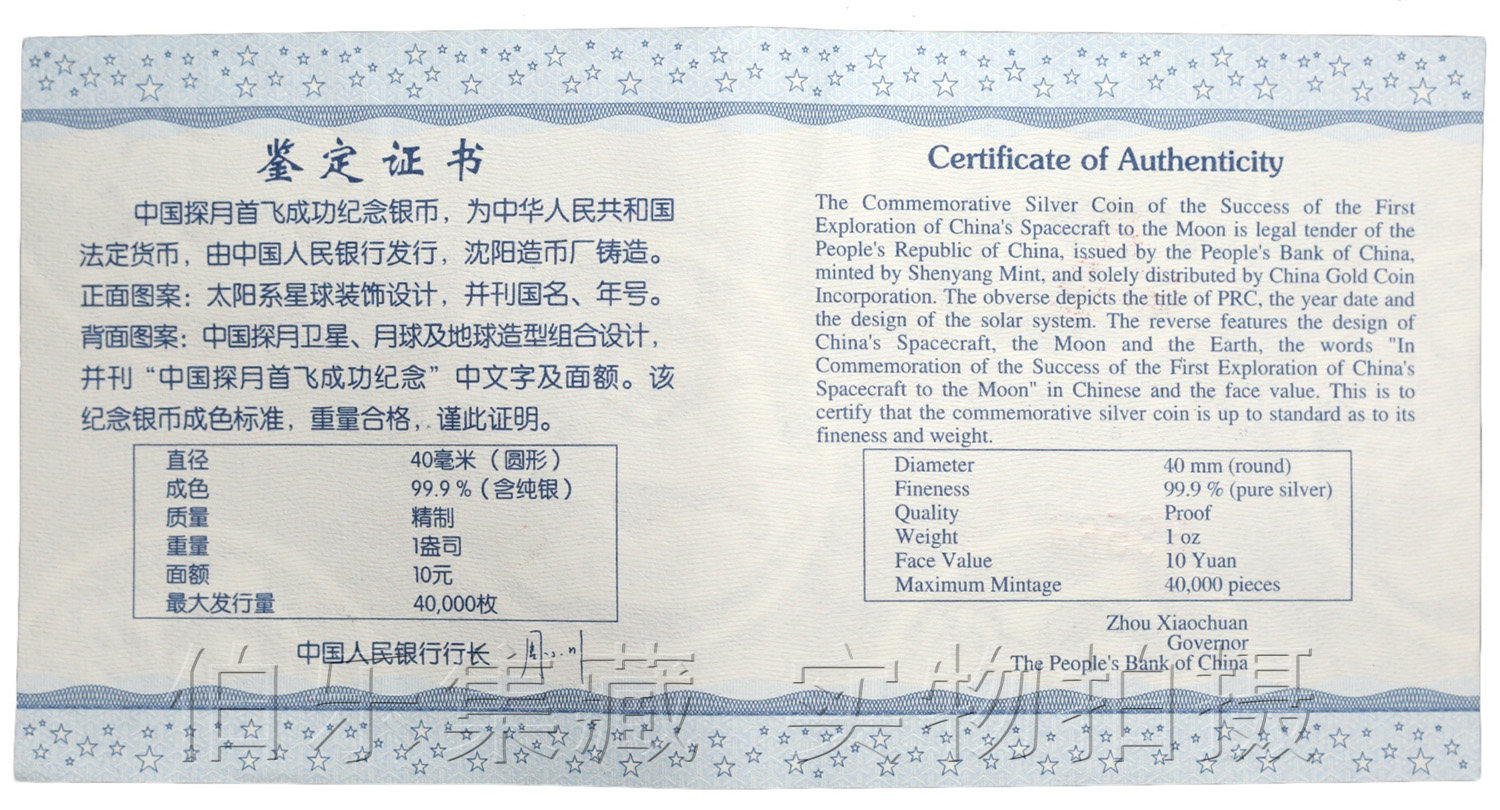 鉴定证书
中国探月首飞成功纪念银币，为中华人民共和国
法定货币，由中国人民银行发行，沈阳造币厂铸造。
正面图案：太阳系星球装饰设计，并刊国名、年号。
背面图案：中国探月卫星、月球及地球造型组合设计，
并刊“中国探月首飞成功纪念”中文字及面额。该
纪念银币成色标准，重量合格，谨此证明。
直径 40毫米（圆形）
成色 99.9%（含纯银）
质量 精制
重量 1盎司
面额 10元
最大发行量 40,000枚
中国人民银行行长
Certificate of Authenticity
The Commemorative Silver Coin of the Success of the First
Exploration of China's Spacecraft to the Moon is legal tender of the
People's Republic of China, issued by the People's Bank of China,
minted by Shenyang Mint, and solely distributed by China Gold Coin
Incorporation. The obverse depicts the title of PRC, the year date and
the design of the solar system. The reverse features the design of
China's Spacecraft, the Moon and the Earth, the words "In
Commemoration of the Success of the First Exploration of China's
Spacecraft to the Moon" in Chinese and the face value. This is to
certify that the commemorative silver coin is up to standard as to its
fineness and weight.
Diameter 40 mm (round)
Fineness 99.9 % (pure silver)
Quality Proof
Weight 1 oz
Face Value 10 Yuan
Maximum Mintage 40,000 pieces
Zhou Xiaochuan
Governor
The People's Bank of China
伯乐集藏 实物拍摄